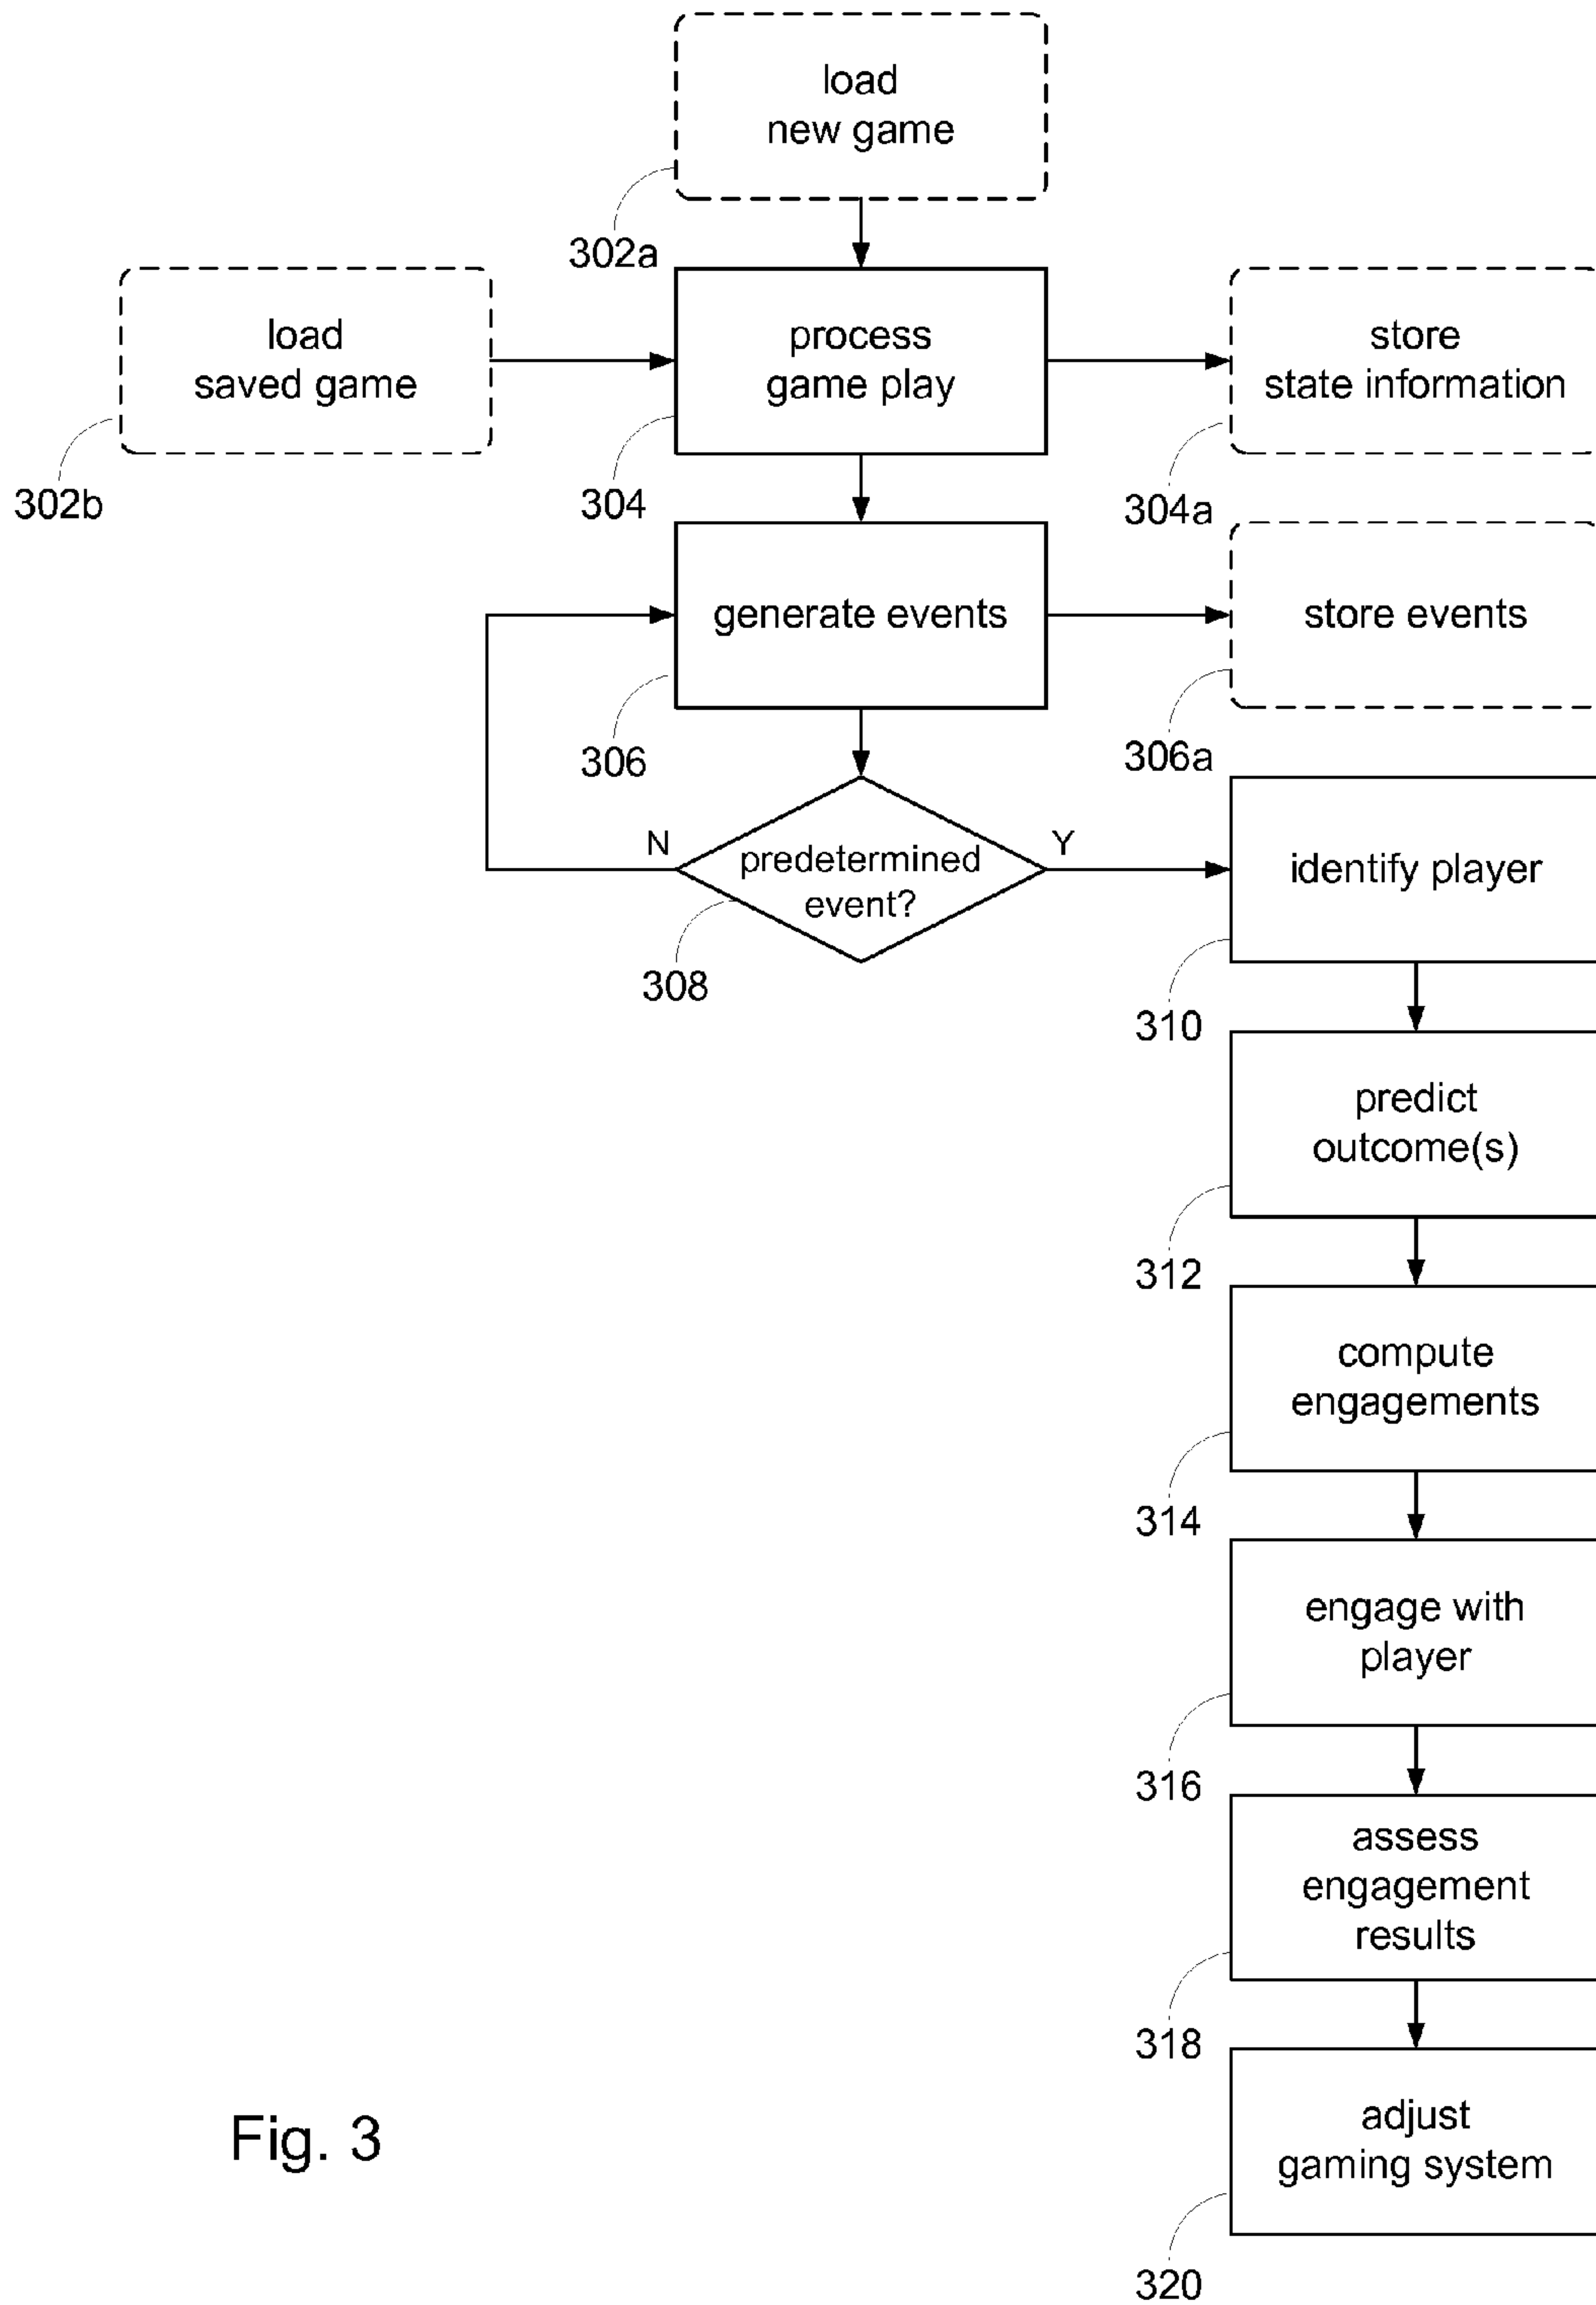 load
new game
302a
load
saved game
302b
process
game play
304
store
state information
304a
generate events
306
store events
306a
N
predetermined
event?
Y
308
identify player
310
predict
outcome(s)
312
compute
engagements
314
engage with
player
316
assess
engagement
results
318
adjust
gaming system
320
Fig. 3